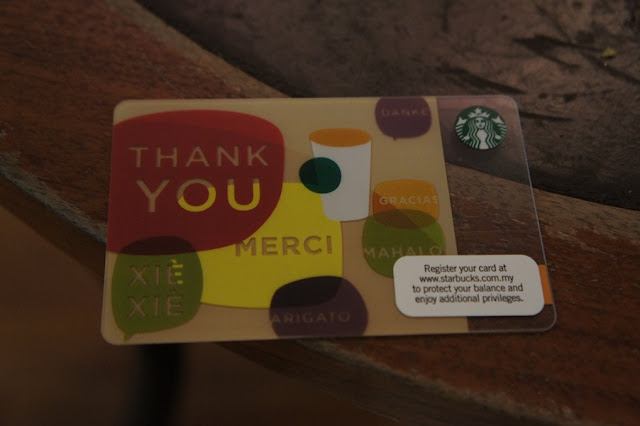 DANKE
THANK
YOU
GRACIAS
MERCI
MAHALO
XIÈ
XIÈ
ARIGATO
Register your card at
www.starbucks.com.my
to protect your balance and
enjoy additional privileges.